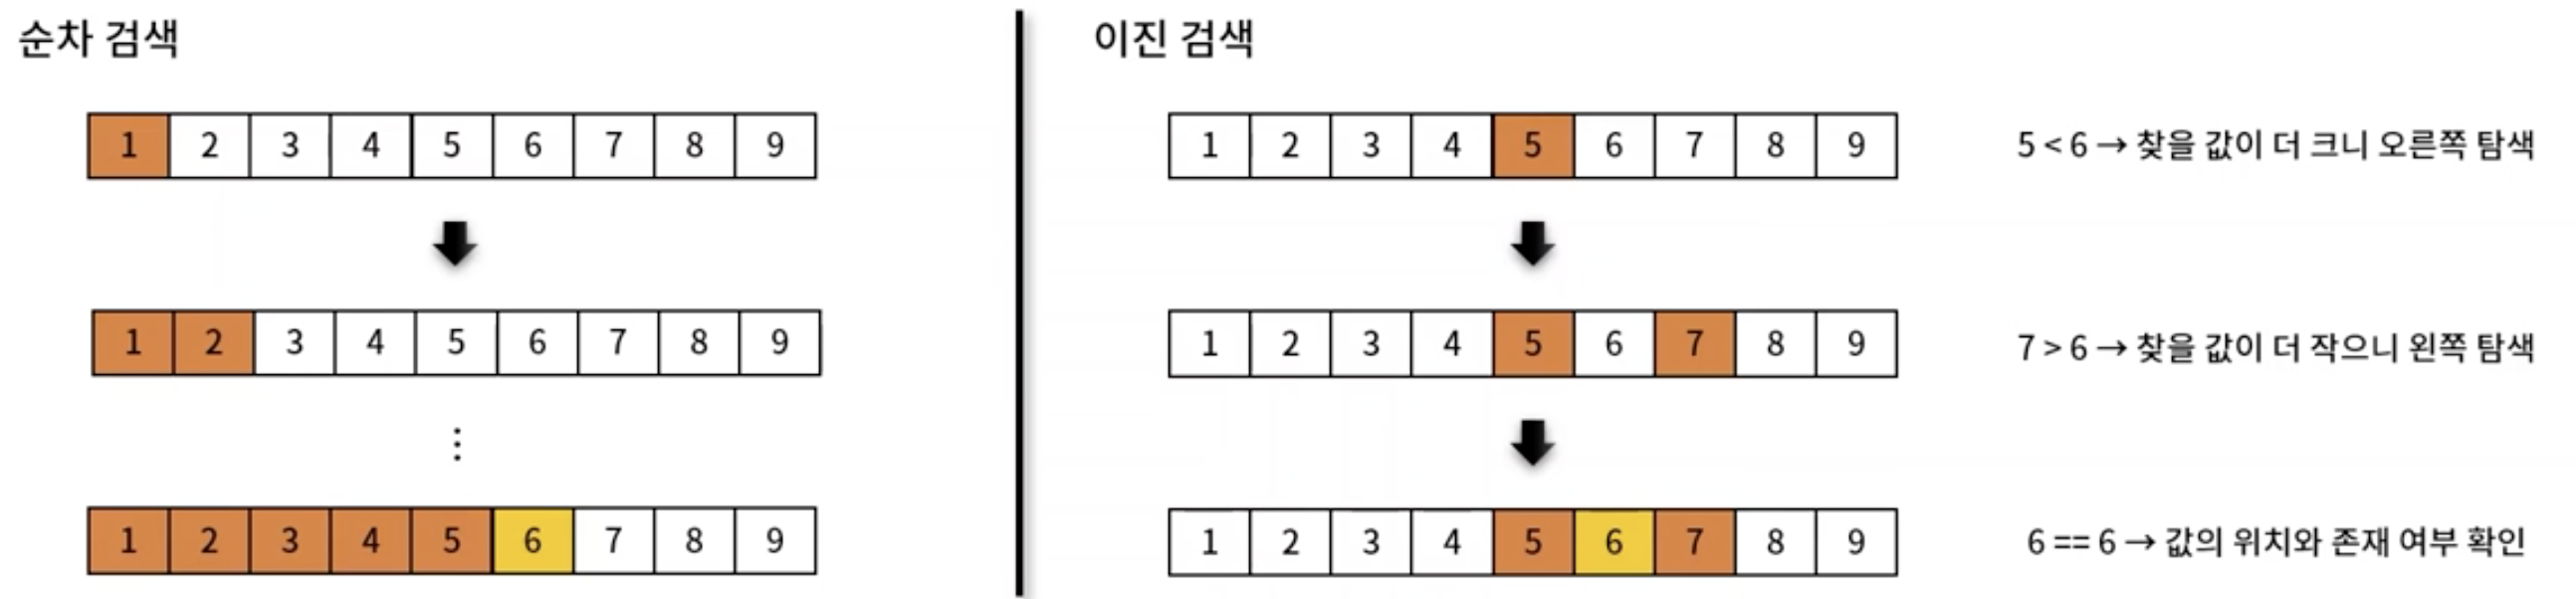 순차 검색
1 2 3 4 5 6 7 8 9
1 2 3 4 5 6 7 8 9
⋮
1 2 3 4 5 6 7 8 9
이진 검색
1 2 3 4 5 6 7 8 9
5 < 6 → 찾을 값이 더 크니 오른쪽 탐색
1 2 3 4 5 6 7 8 9
7 > 6 → 찾을 값이 더 작으니 왼쪽 탐색
1 2 3 4 5 6 7 8 9
6 == 6 → 값의 위치와 존재 여부 확인